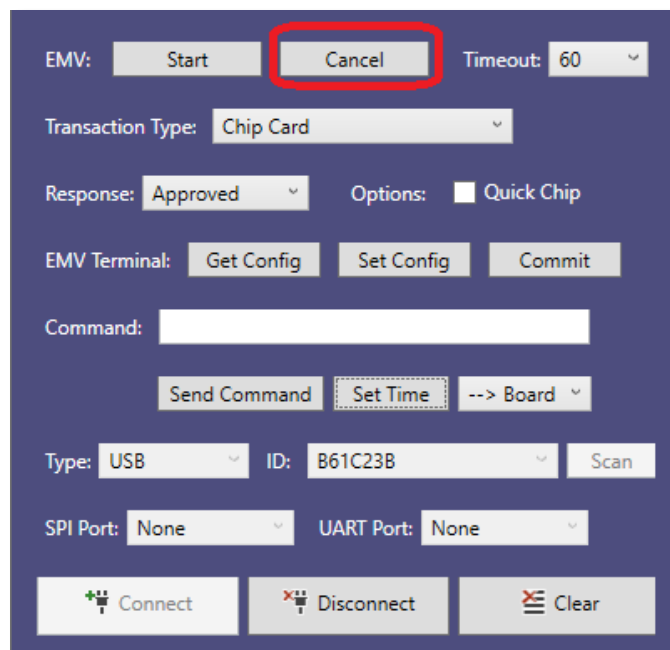 EMV: Start Cancel Timeout: 60
Transaction Type: Chip Card
Response: Approved Options: Quick Chip
EMV Terminal: Get Config Set Config Commit
Command:
Send Command Set Time --> Board
Type: USB ID: B61C23B Scan
SPI Port: None UART Port: None
Connect Disconnect Clear